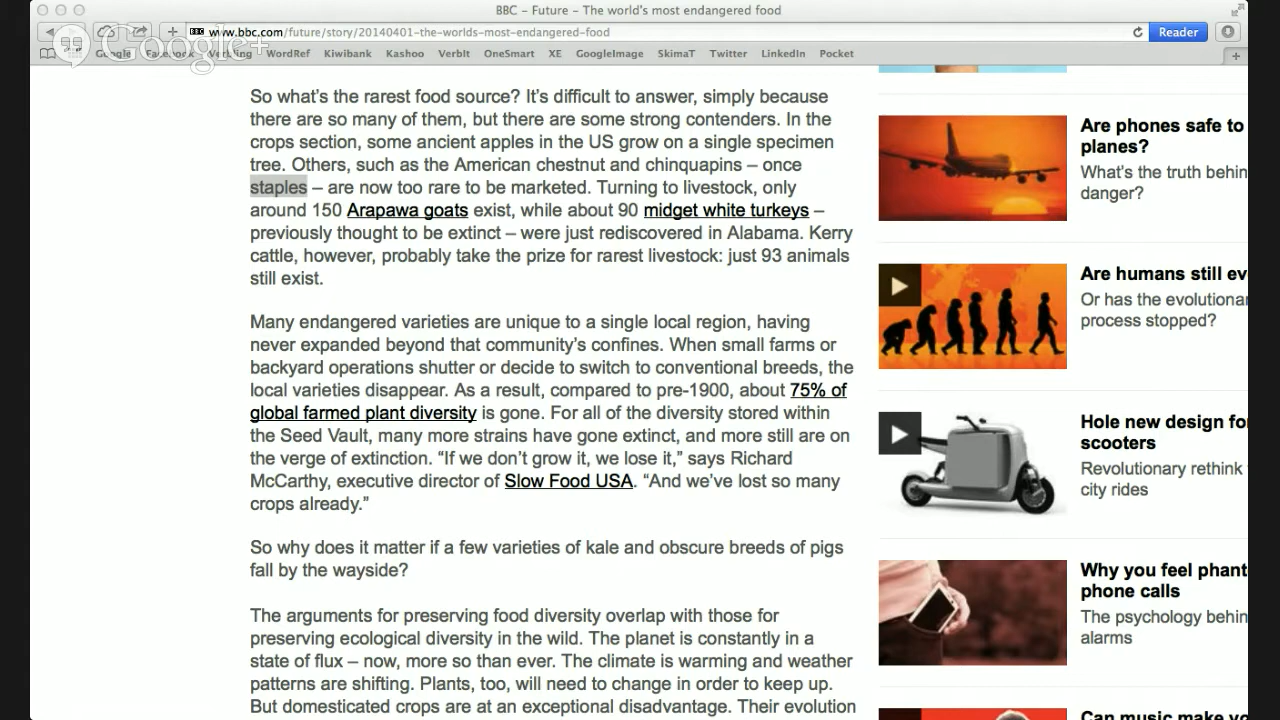 BBC – Future – The world's most endangered food
www.bbc.com/future/story/20140401-the-worlds-most-endangered-food
Reader
Google+
Google Facebook Verbling WordRef Kiwibank Kashoo VerbIt OneSmart XE GoogleImage SkimaT Twitter LinkedIn Pocket
So what's the rarest food source? It's difficult to answer, simply because
there are so many of them, but there are some strong contenders. In the
crops section, some ancient apples in the US grow on a single specimen
tree. Others, such as the American chestnut and chinquapins – once
staples – are now too rare to be marketed. Turning to livestock, only
around 150 Arapawa goats exist, while about 90 midget white turkeys –
previously thought to be extinct – were just rediscovered in Alabama. Kerry
cattle, however, probably take the prize for rarest livestock: just 93 animals
still exist.
Many endangered varieties are unique to a single local region, having
never expanded beyond that community's confines. When small farms or
backyard operations shutter or decide to switch to conventional breeds, the
local varieties disappear. As a result, compared to pre-1900, about 75% of
global farmed plant diversity is gone. For all of the diversity stored within
the Seed Vault, many more strains have gone extinct, and more still are on
the verge of extinction. “If we don't grow it, we lose it,” says Richard
McCarthy, executive director of Slow Food USA. “And we've lost so many
crops already.”
So why does it matter if a few varieties of kale and obscure breeds of pigs
fall by the wayside?
The arguments for preserving food diversity overlap with those for
preserving ecological diversity in the wild. The planet is constantly in a
state of flux – now, more so than ever. The climate is warming and weather
patterns are shifting. Plants, too, will need to change in order to keep up.
But domesticated crops are at an exceptional disadvantage. Their evolution
Are phones safe to
planes?
What's the truth behin
danger?
Are humans still ev
Or has the evolutiona
process stopped?
Hole new design for
scooters
Revolutionary rethink
city rides
Why you feel phant
phone calls
The psychology behin
alarms
Can music make yo